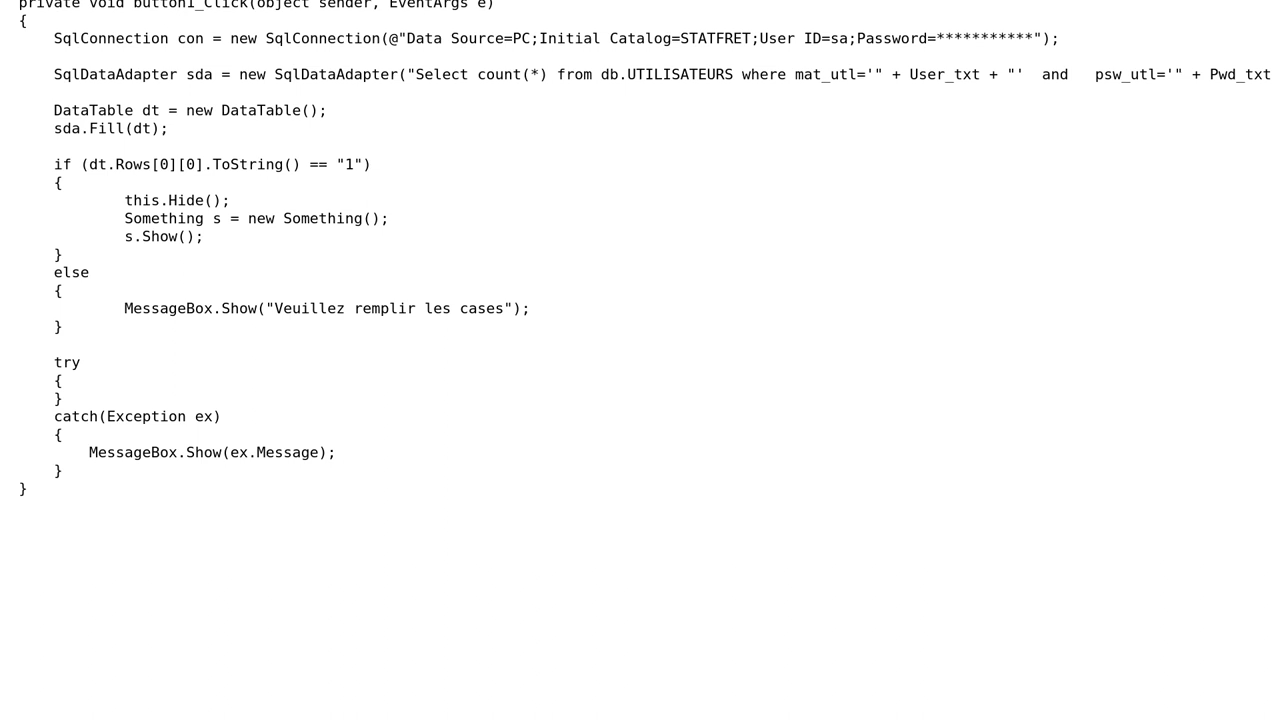 private void button1_Click(object sender, EventArgs e)
{
    SqlConnection con = new SqlConnection(@"Data Source=PC;Initial Catalog=STATFRET;User ID=sa;Password=***********");
    SqlDataAdapter sda = new SqlDataAdapter("Select count(*) from db.UTILISATEURS where mat_utl='" + User_txt + "'  and   psw_utl='" + Pwd_txt
    DataTable dt = new DataTable();
    sda.Fill(dt);
    if (dt.Rows[0][0].ToString() == "1")
    {
            this.Hide();
            Something s = new Something();
            s.Show();
    }
    else
    {
            MessageBox.Show("Veuillez remplir les cases");
    }
    try
    {
    }
    catch(Exception ex)
    {
        MessageBox.Show(ex.Message);
    }
}